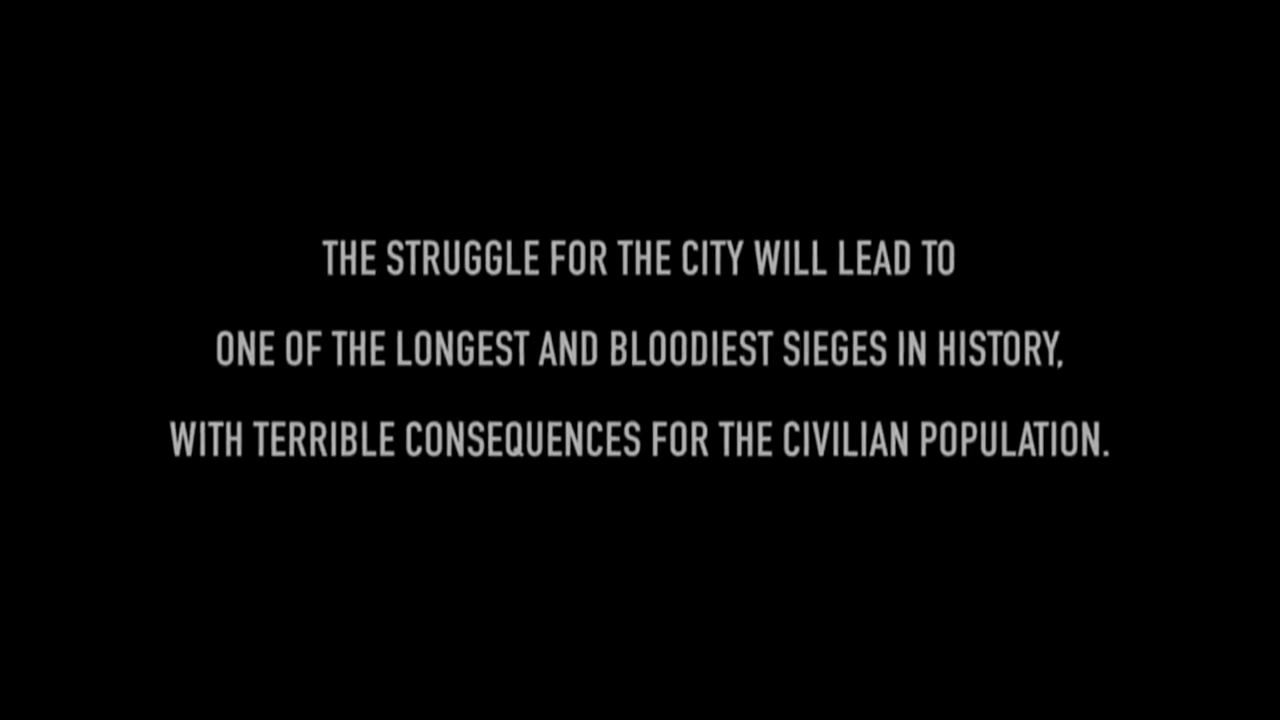 THE STRUGGLE FOR THE CITY WILL LEAD TO
ONE OF THE LONGEST AND BLOODIEST SIEGES IN HISTORY,
WITH TERRIBLE CONSEQUENCES FOR THE CIVILIAN POPULATION.